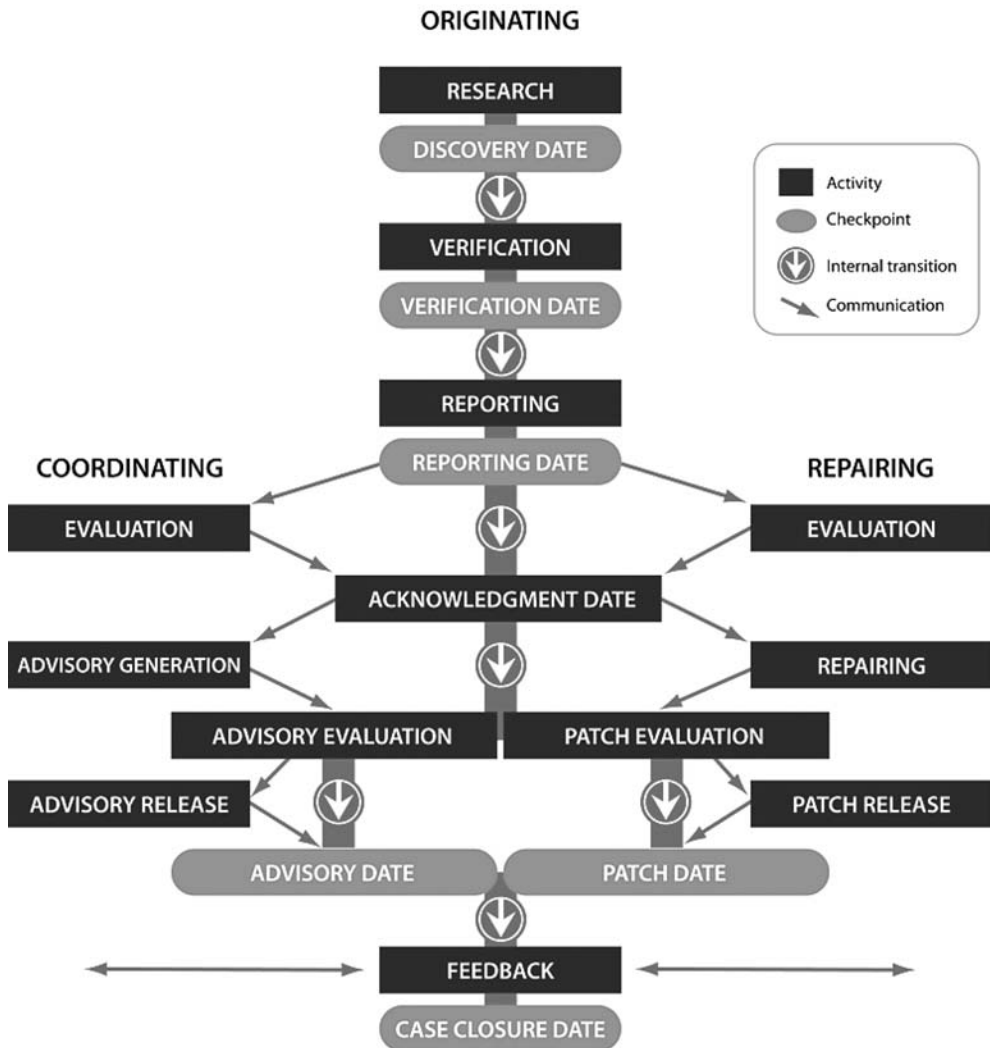 ORIGINATING
RESEARCH
DISCOVERY DATE
Activity
Checkpoint
Internal transition
Communication
VERIFICATION
VERIFICATION DATE
REPORTING
COORDINATING
REPORTING DATE
REPAIRING
EVALUATION
EVALUATION
ACKNOWLEDGMENT DATE
ADVISORY GENERATION
REPAIRING
ADVISORY EVALUATION
PATCH EVALUATION
ADVISORY RELEASE
PATCH RELEASE
ADVISORY DATE
PATCH DATE
FEEDBACK
CASE CLOSURE DATE